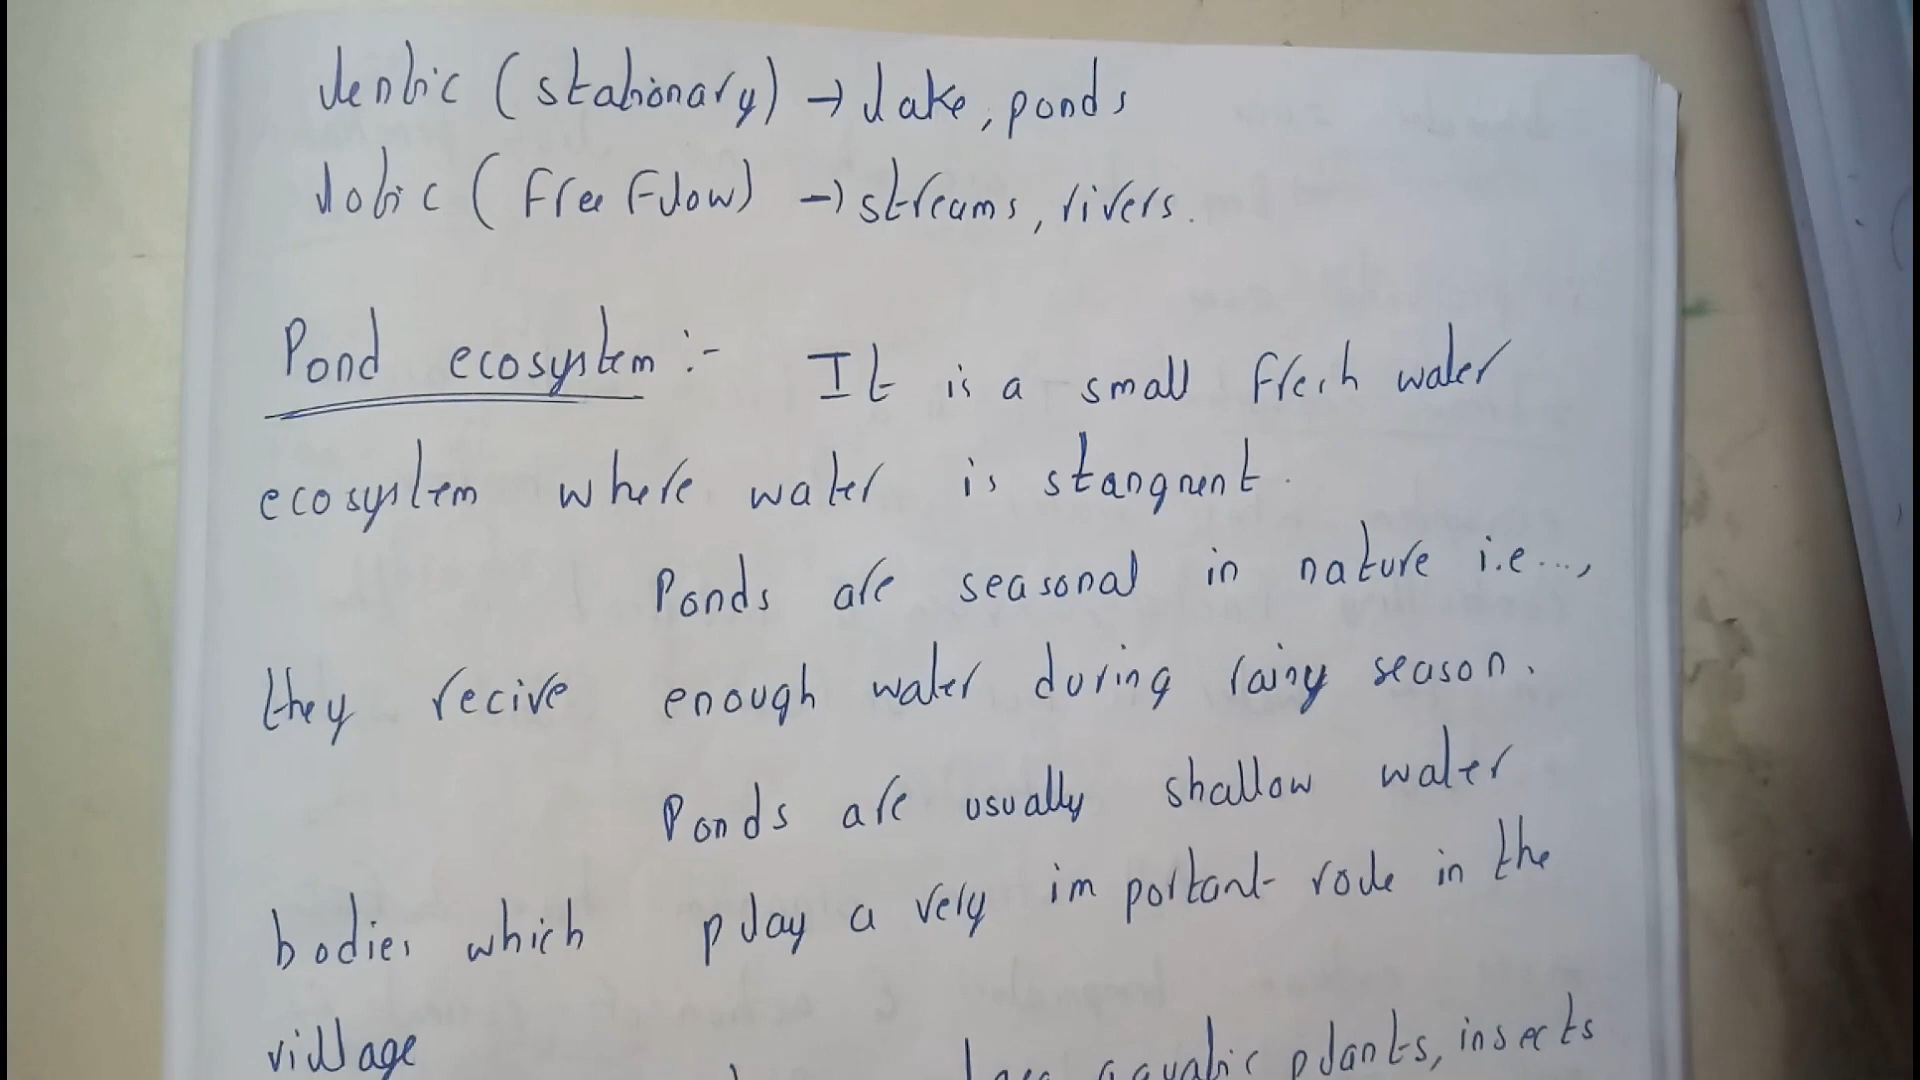 lentic (stationary) → lake, ponds
lotic (Free Flow) → streams, rivers.
Pond ecosystem :- It is a small fresh water
ecosystem where water is stangnent.
Ponds are seasonal in nature i.e...,
they recive enough water during rainy season.
Ponds are usually shallow water
bodies which play a very important role in the
village
aquatic plants, insects